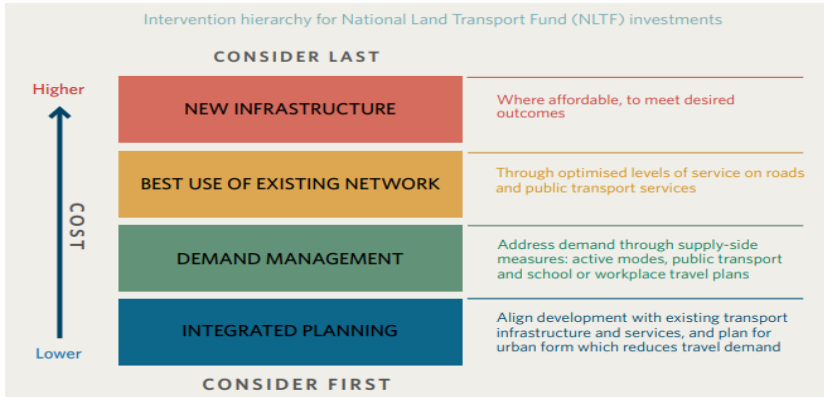 Intervention hierarchy for National Land Transport Fund (NLTF) investments
CONSIDER LAST
Higher
NEW INFRASTRUCTURE
Where affordable, to meet desired
outcomes
BEST USE OF EXISTING NETWORK
Through optimised levels of service on roads
and public transport services
COST
DEMAND MANAGEMENT
Address demand through supply-side
measures: active modes, public transport
and school or workplace travel plans
INTEGRATED PLANNING
Align development with existing transport
infrastructure and services, and plan for
urban form which reduces travel demand
Lower
CONSIDER FIRST